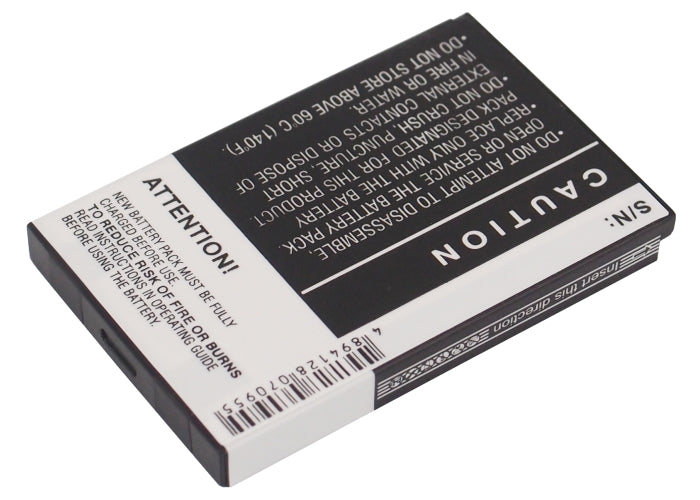 S/N:
CAUTION
•DO NOT ATTEMPT TO DISASSEMBLE.
OPEN OR SERVICE THE BATTERY PACK.
•REPLACE ONLY WITH THE BATTERY
PACK DESIGNATED FOR THIS PRODUCT.
•DO NOT CRUSH, PUNCTURE, SHORT
EXTERNAL CONTACTS OR DISPOSE OF
IN FIRE OR WATER.
•DO NOT STORE ABOVE 60°C (140°F).
ATTENTION!
NEW BATTERY PACK MUST BE FULLY
CHARGED BEFORE USE.
TO REDUCE RISK OF FIRE OR BURNS
READ INSTRUCTIONS IN OPERATING GUIDE
BEFORE USING THE BATTERY.
4894128070955
Insert this direction